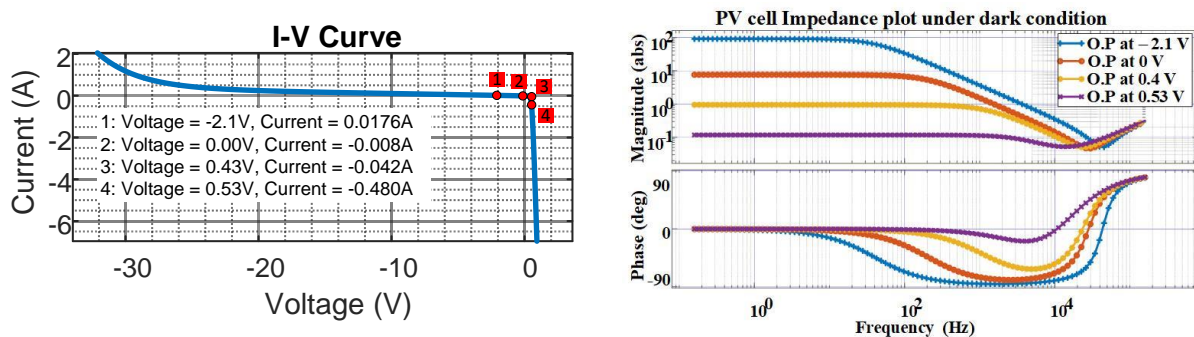 I-V Curve
2
0
-2
-4
-6
Current (A)
1
2
3
4
1: Voltage = -2.1V, Current = 0.0176A
2: Voltage = 0.00V, Current = -0.008A
3: Voltage = 0.43V, Current = -0.042A
4: Voltage = 0.53V, Current = -0.480A
-30
-20
-10
0
Voltage (V)
PV cell Impedance plot under dark condition
Magnitude (abs)
10²
10¹
10⁰
10⁻¹
O.P at −2.1 V
O.P at 0 V
O.P at 0.4 V
O.P at 0.53 V
Phase (deg)
90
0
−90
10⁰
10²
10⁴
Frequency (Hz)